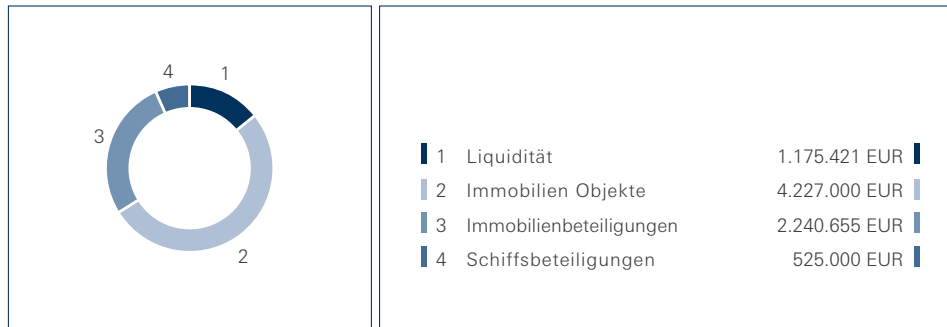 4
1
3
2
1 Liquidität 1.175.421 EUR
2 Immobilien Objekte 4.227.000 EUR
3 Immobilienbeteiligungen 2.240.655 EUR
4 Schiffsbeteiligungen 525.000 EUR